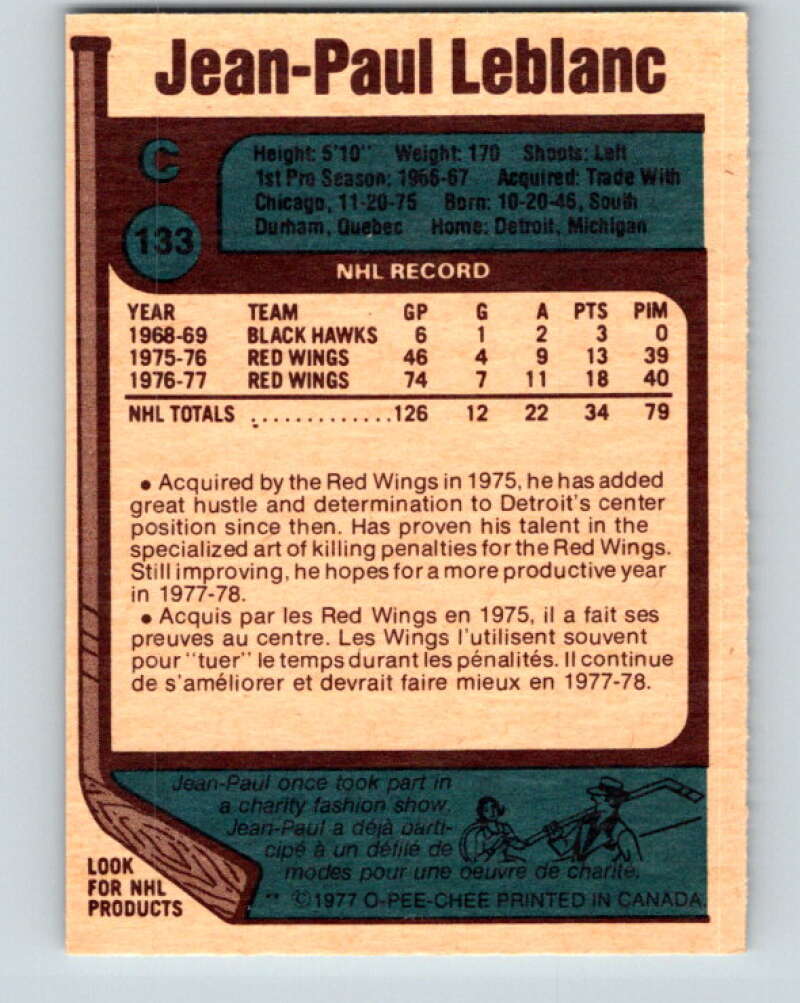 Jean-Paul Leblanc
C
133
Height: 5'10" Weight: 170 Shoots: Left
1st Pro Season: 1966-67 Acquired: Trade With
Chicago, 11-20-75 Born: 10-20-46, South
Durham, Quebec Home: Detroit, Michigan
NHL RECORD
YEAR TEAM GP G A PTS PIM
1968-69 BLACK HAWKS 6 1 2 3 0
1975-76 RED WINGS 46 4 9 13 39
1976-77 RED WINGS 74 7 11 18 40
NHL TOTALS .............126 12 22 34 79
• Acquired by the Red Wings in 1975, he has added
great hustle and determination to Detroit's center
position since then. Has proven his talent in the
specialized art of killing penalties for the Red Wings.
Still improving, he hopes for a more productive year
in 1977-78.
• Acquis par les Red Wings en 1975, il a fait ses
preuves au centre. Les Wings l'utilisent souvent
pour "tuer" le temps durant les pénalités. Il continue
de s'améliorer et devrait faire mieux en 1977-78.
Jean-Paul once took part in
a charity fashion show.
Jean-Paul a déjà parti-
cipé à un défilé de
modes pour une oeuvre de charité.
LOOK
FOR NHL
PRODUCTS
** ©1977 O-PEE-CHEE PRINTED IN CANADA.